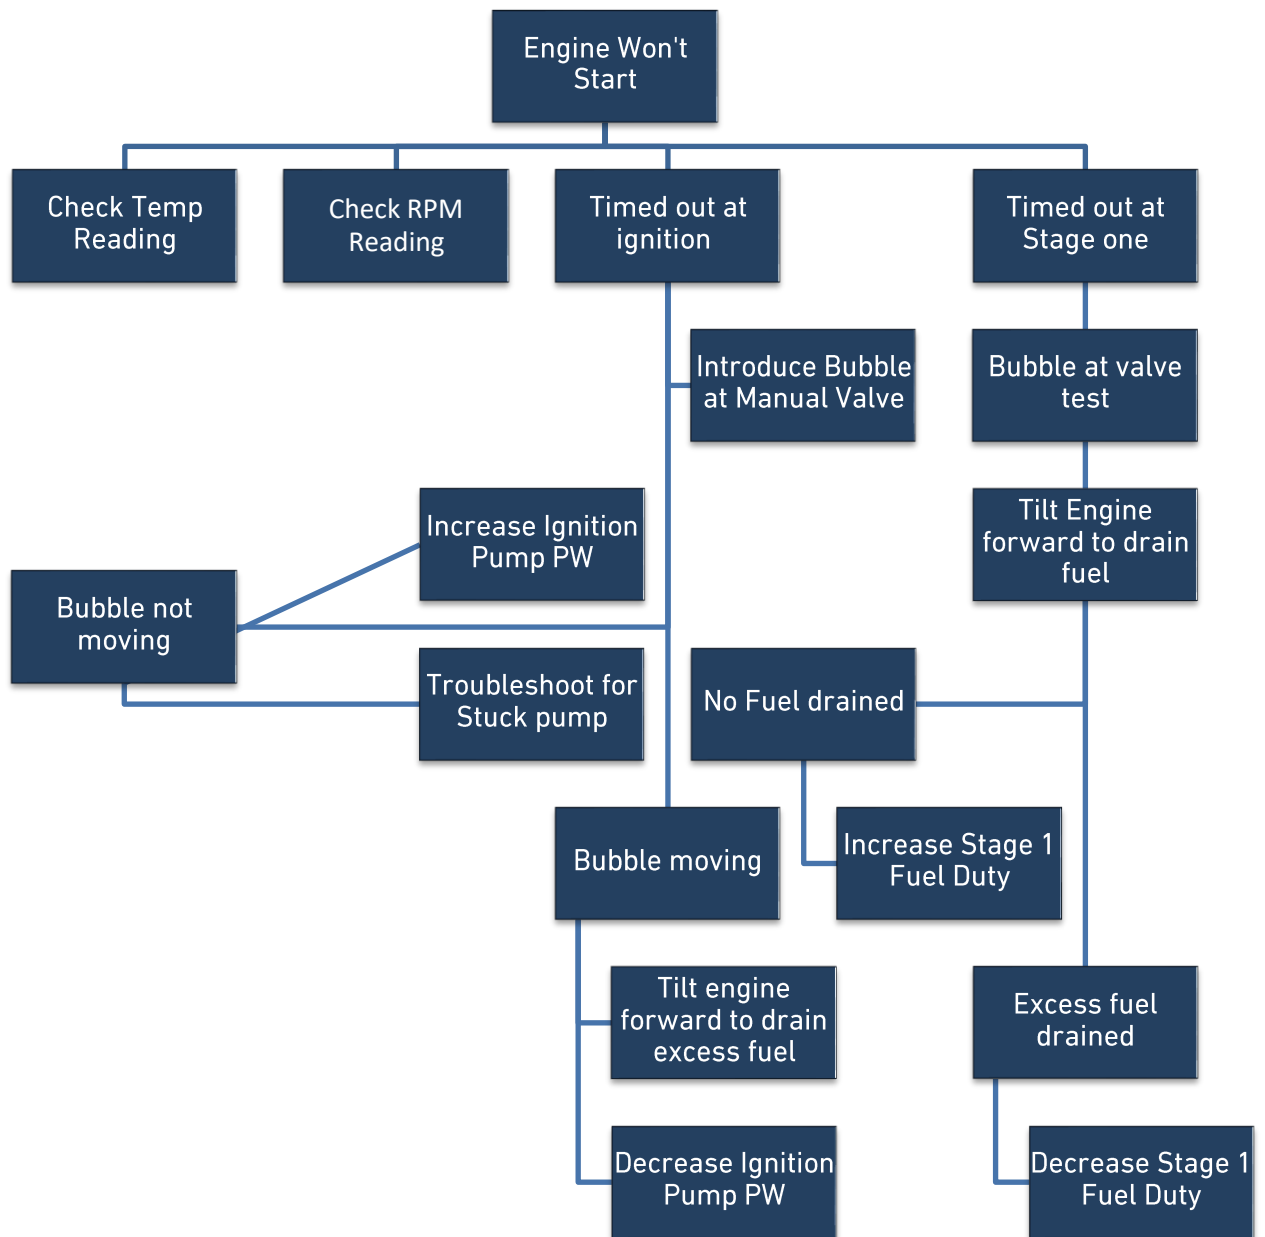 Engine Won't
Start
Check Temp
Reading
Check RPM
Reading
Timed out at
ignition
Timed out at
Stage one
Introduce Bubble
at Manual Valve
Bubble at valve
test
Increase Ignition
Pump PW
Tilt Engine
forward to drain
fuel
Bubble not
moving
Troubleshoot for
Stuck pump
No Fuel drained
Bubble moving
Increase Stage 1
Fuel Duty
Tilt engine
forward to drain
excess fuel
Excess fuel
drained
Decrease Ignition
Pump PW
Decrease Stage 1
Fuel Duty